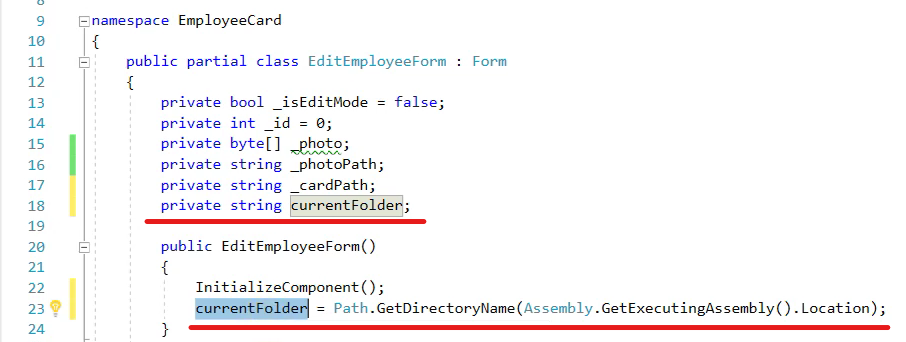 8
9 namespace EmployeeCard
10 {
11 public partial class EditEmployeeForm : Form
12 {
13 private bool _isEditMode = false;
14 private int _id = 0;
15 private byte[] _photo;
16 private string _photoPath;
17 private string _cardPath;
18 private string currentFolder;
19
20 public EditEmployeeForm()
21 {
22 InitializeComponent();
23 currentFolder = Path.GetDirectoryName(Assembly.GetExecutingAssembly().Location);
24 }